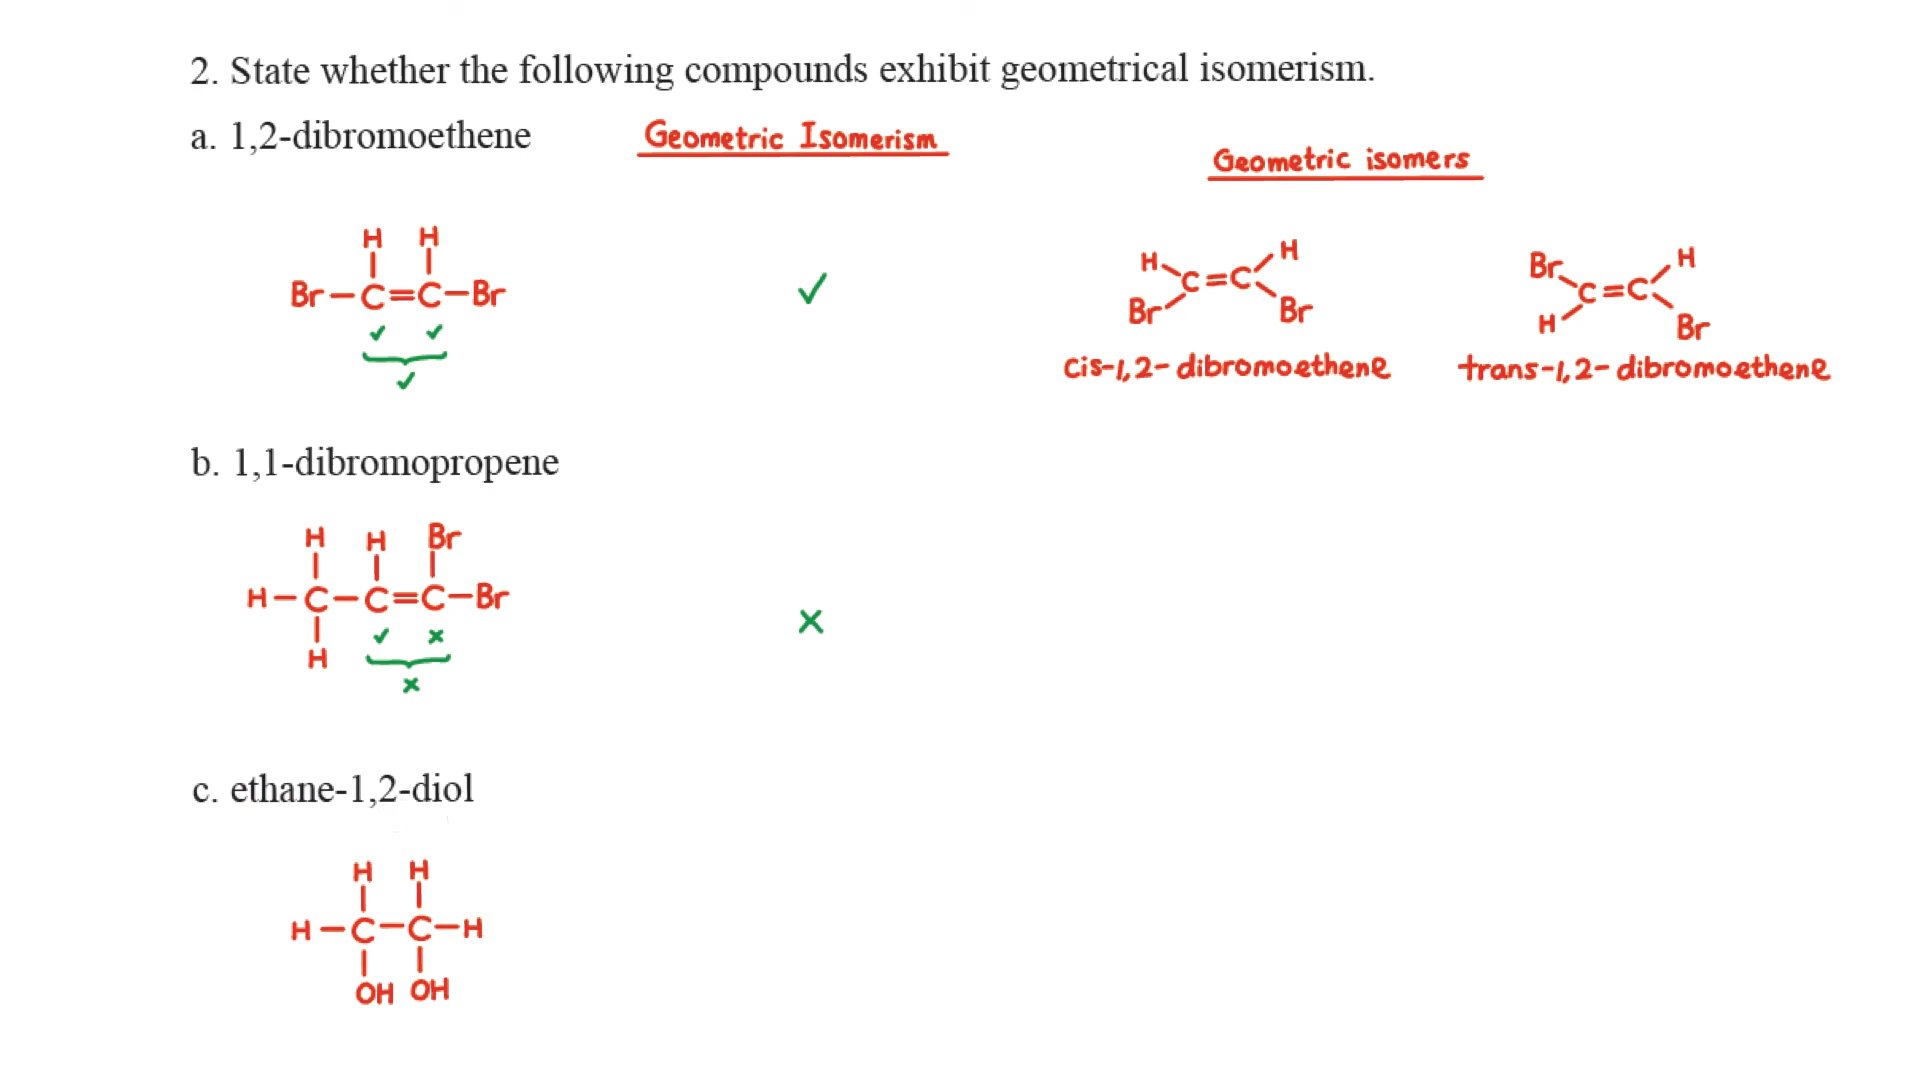 2. State whether the following compounds exhibit geometrical isomerism.
a. 1,2-dibromoethene
Geometric Isomerism
Geometric isomers
H H
Br-C=C-Br
✓ ✓
✓
✓
H H
C=C
Br Br
cis-1,2-dibromoethene
Br H
C=C
H Br
trans-1,2-dibromoethene
b. 1,1-dibromopropene
H H Br
H-C-C=C-Br
✓ ×
H
×
×
c. ethane-1,2-diol
H H
H-C-C-H
OH OH